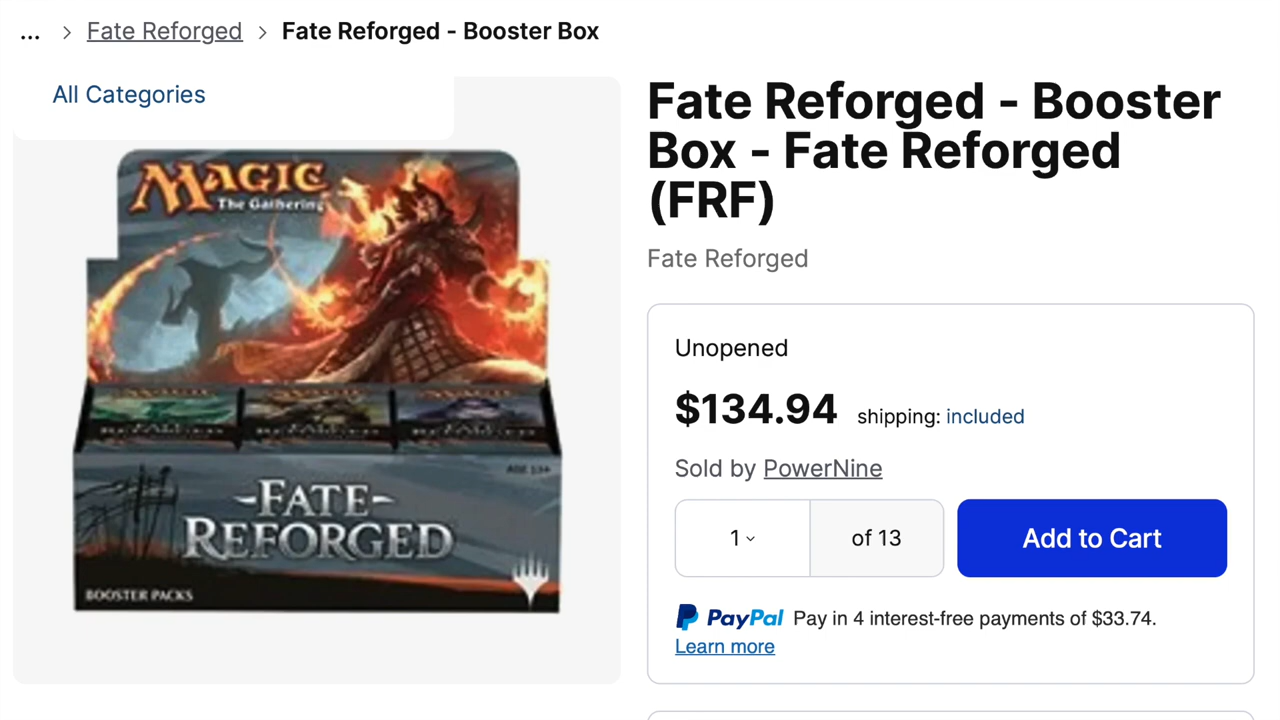 ... > Fate Reforged > Fate Reforged - Booster Box
All Categories
MAGIC
The Gathering
AGE 13+
-FATE-
REFORGED
BOOSTER PACKS
Fate Reforged - Booster
Box - Fate Reforged
(FRF)
Fate Reforged
Unopened
$134.94 shipping: included
Sold by PowerNine
1 of 13 Add to Cart
PayPal Pay in 4 interest-free payments of $33.74.
Learn more